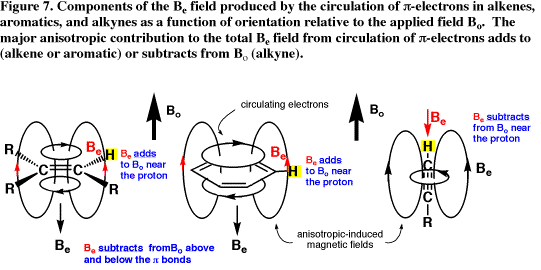 Figure 7. Components of the Be field produced by the circulation of π-electrons in alkenes,
aromatics, and alkynes as a function of orientation relative to the applied field Bo. The
major anisotropic contribution to the total Be field from circulation of π-electrons adds to
(alkene or aromatic) or subtracts from Bo (alkyne).
Bo
circulating electrons
Bo
Be
Be subtracts
from Bo near
the proton
R
Be
H
Be adds
to Bo near
the proton
C
C
R
R
Be
H
Be adds
to Bo near
the proton
H
C
C
R
Be
Be
Be
anisotropic-induced
magnetic fields
Be subtracts fromBo above
and below the π bonds